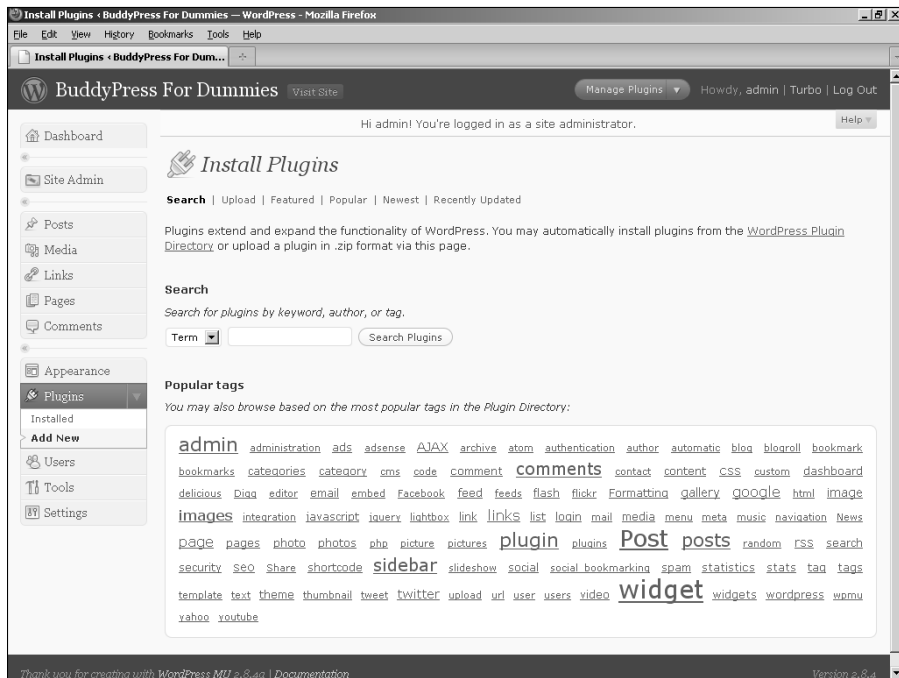 Install Plugins ‹ BuddyPress For Dummies — WordPress - Mozilla Firefox
File Edit View History Bookmarks Tools Help
Install Plugins ‹ BuddyPress For Dum...
BuddyPress For Dummies Visit Site
Manage Plugins
Howdy, admin | Turbo | Log Out
Hi admin! You're logged in as a site administrator.
Help
Dashboard
Site Admin
Posts
Media
Links
Pages
Comments
Appearance
Plugins
Installed
Add New
Users
Tools
Settings
Install Plugins
Search | Upload | Featured | Popular | Newest | Recently Updated
Plugins extend and expand the functionality of WordPress. You may automatically install plugins from the WordPress Plugin
Directory or upload a plugin in .zip format via this page.
Search
Search for plugins by keyword, author, or tag.
Term Search Plugins
Popular tags
You may also browse based on the most popular tags in the Plugin Directory:
admin administration ads adsense AJAX archive atom authentication author automatic blog blogroll bookmark
bookmarks categories category cms code comment comments contact content CSS custom dashboard
delicious Digg editor email embed Facebook feed feeds flash flickr Formatting gallery google html image
images integration javascript jquery lightbox link links list login mail media menu meta music navigation News
page pages photo photos php picture pictures plugin plugins Post posts random rss search
security seo Share shortcode sidebar slideshow social social bookmarking spam statistics stats tag tags
template text theme thumbnail tweet twitter upload url user users video widget widgets wordpress wpmu
yahoo youtube
Thank you for creating with WordPress MU 2.8.4a | Documentation
Version 2.8.4